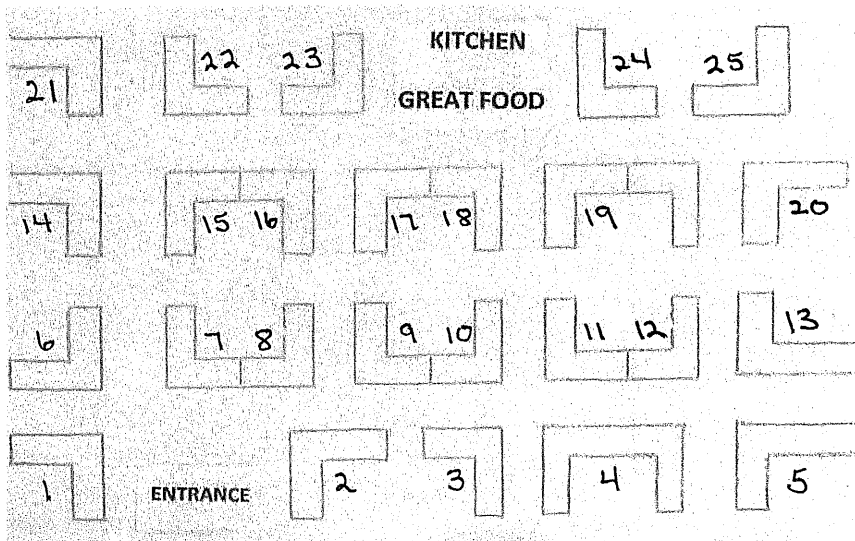 KITCHEN
22 23 24 25
21 GREAT FOOD
14 15 16 17 18 19 20
6 7 8 9 10 11 12 13
1 ENTRANCE 2 3 4 5